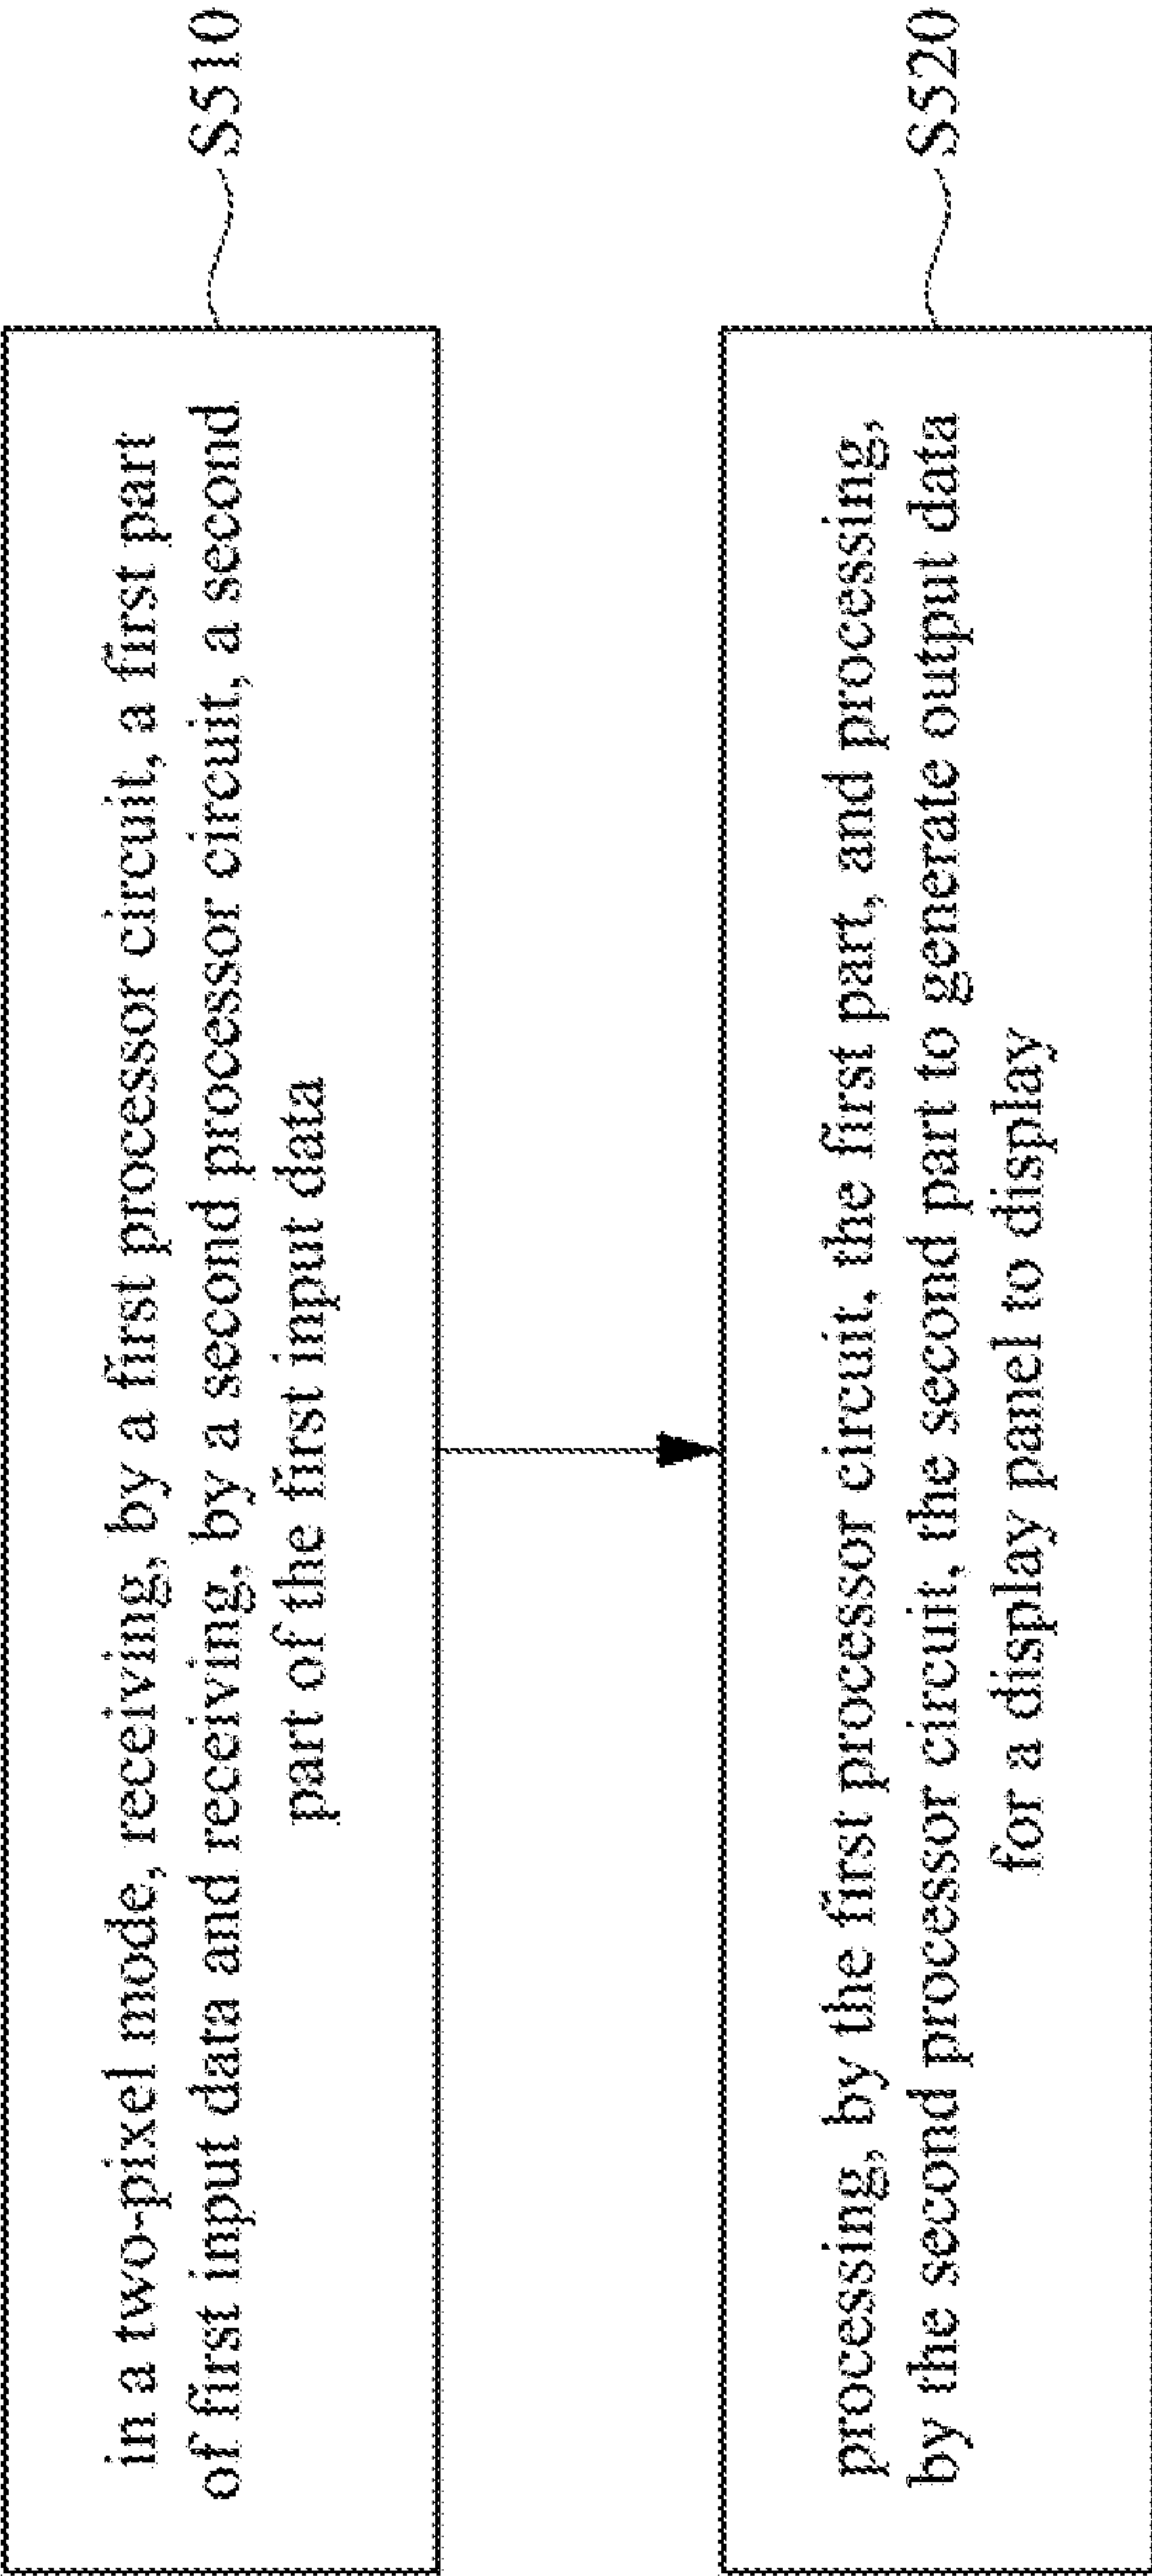 in a two-pixel mode, receiving, by a first processor circuit, a first part
of first input data and receiving, by a second processor circuit, a second
part of the first input data
S510
processing, by the first processor circuit, the first part, and processing,
by the second processor circuit, the second part to generate output data
for a display panel to display
S520